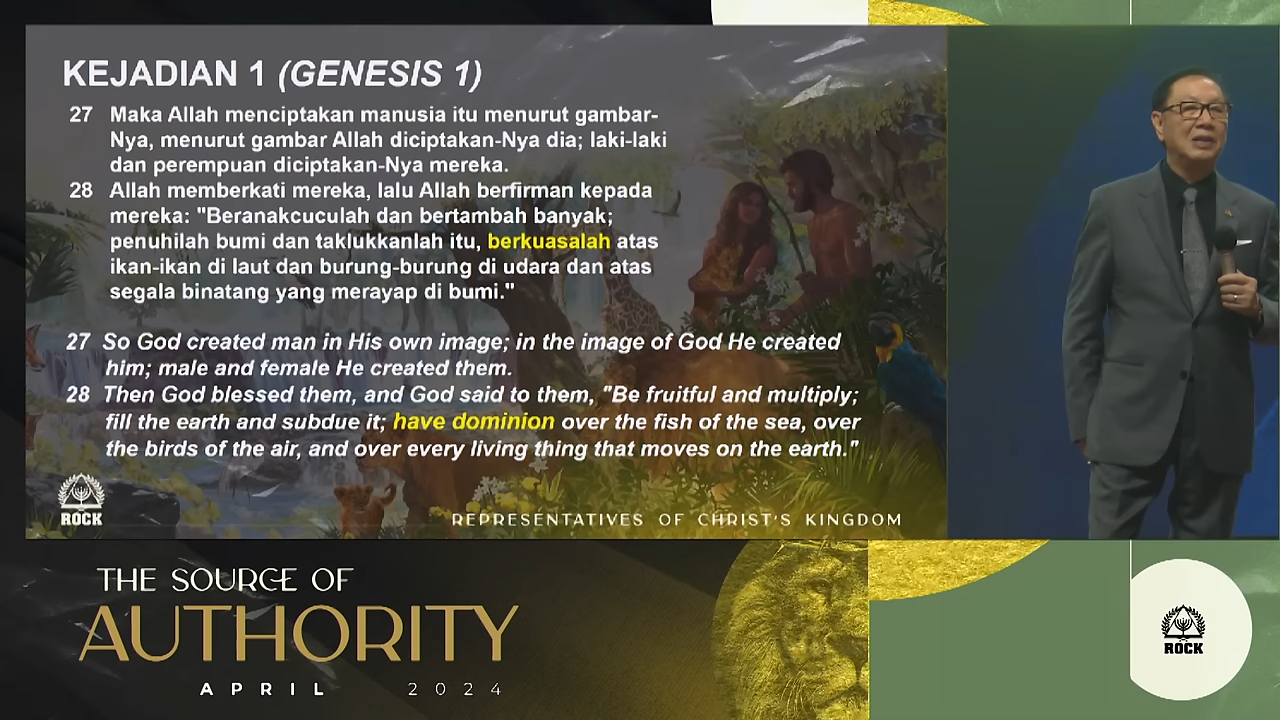 KEJADIAN 1 (GENESIS 1)
27 Maka Allah menciptakan manusia itu menurut gambar-
Nya, menurut gambar Allah diciptakan-Nya dia; laki-laki
dan perempuan diciptakan-Nya mereka.
28 Allah memberkati mereka, lalu Allah berfirman kepada
mereka: "Beranakcuculah dan bertambah banyak;
penuhilah bumi dan taklukkanlah itu, berkuasalah atas
ikan-ikan di laut dan burung-burung di udara dan atas
segala binatang yang merayap di bumi."
27 So God created man in His own image; in the image of God He created
him; male and female He created them.
28 Then God blessed them, and God said to them, "Be fruitful and multiply;
fill the earth and subdue it; have dominion over the fish of the sea, over
the birds of the air, and over every living thing that moves on the earth."
ROCK
REPRESENTATIVES OF CHRIST'S KINGDOM
THE SOURCE OF
AUTHORITY
APRIL 2024
ROCK